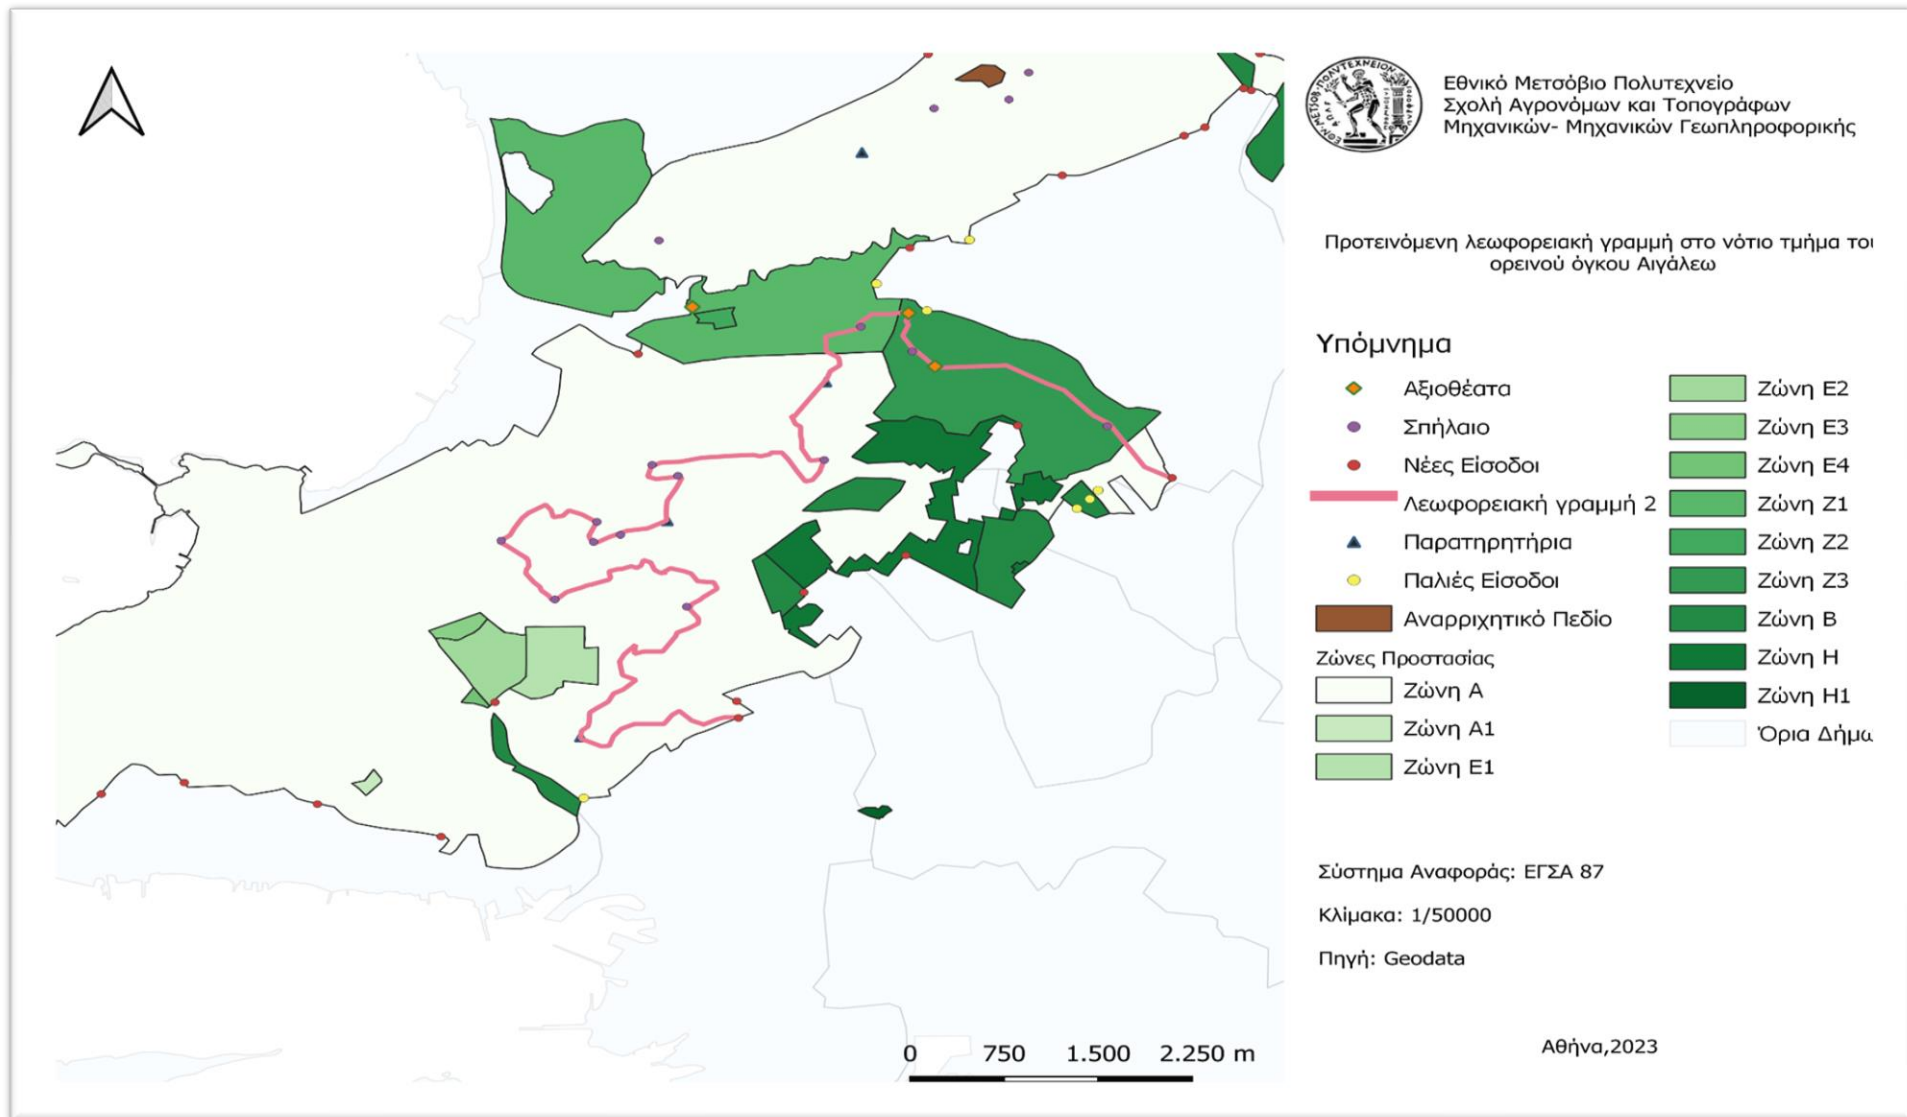 Εθνικό Μετσόβιο Πολυτεχνείο
Σχολή Αγρονόμων και Τοπογράφων
Μηχανικών- Μηχανικών Γεωπληροφορικής
Προτεινόμενη λεωφορειακή γραμμή στο νότιο τμήμα του
ορεινού όγκου Αιγάλεω
Υπόμνημα
Αξιοθέατα
Σπήλαιο
Νέες Είσοδοι
Λεωφορειακή γραμμή 2
Παρατηρητήρια
Παλιές Είσοδοι
Αναρριχητικό Πεδίο
Ζώνες Προστασίας
Ζώνη Α
Ζώνη Α1
Ζώνη Ε1
Ζώνη Ε2
Ζώνη Ε3
Ζώνη Ε4
Ζώνη Ζ1
Ζώνη Ζ2
Ζώνη Ζ3
Ζώνη Β
Ζώνη Η
Ζώνη Η1
Όρια Δήμω
Σύστημα Αναφοράς: ΕΓΣΑ 87
Κλίμακα: 1/50000
Πηγή: Geodata
Αθήνα,2023
0 750 1.500 2.250 m